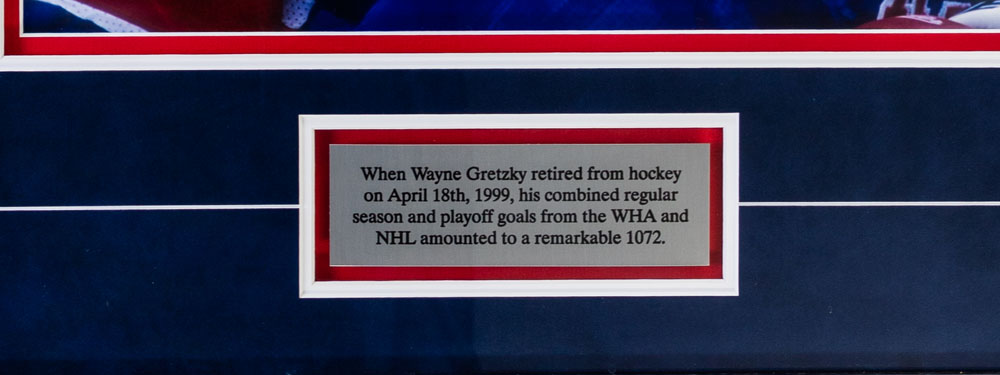 When Wayne Gretzky retired from hockey
on April 18th, 1999, his combined regular
season and playoff goals from the WHA and
NHL amounted to a remarkable 1072.